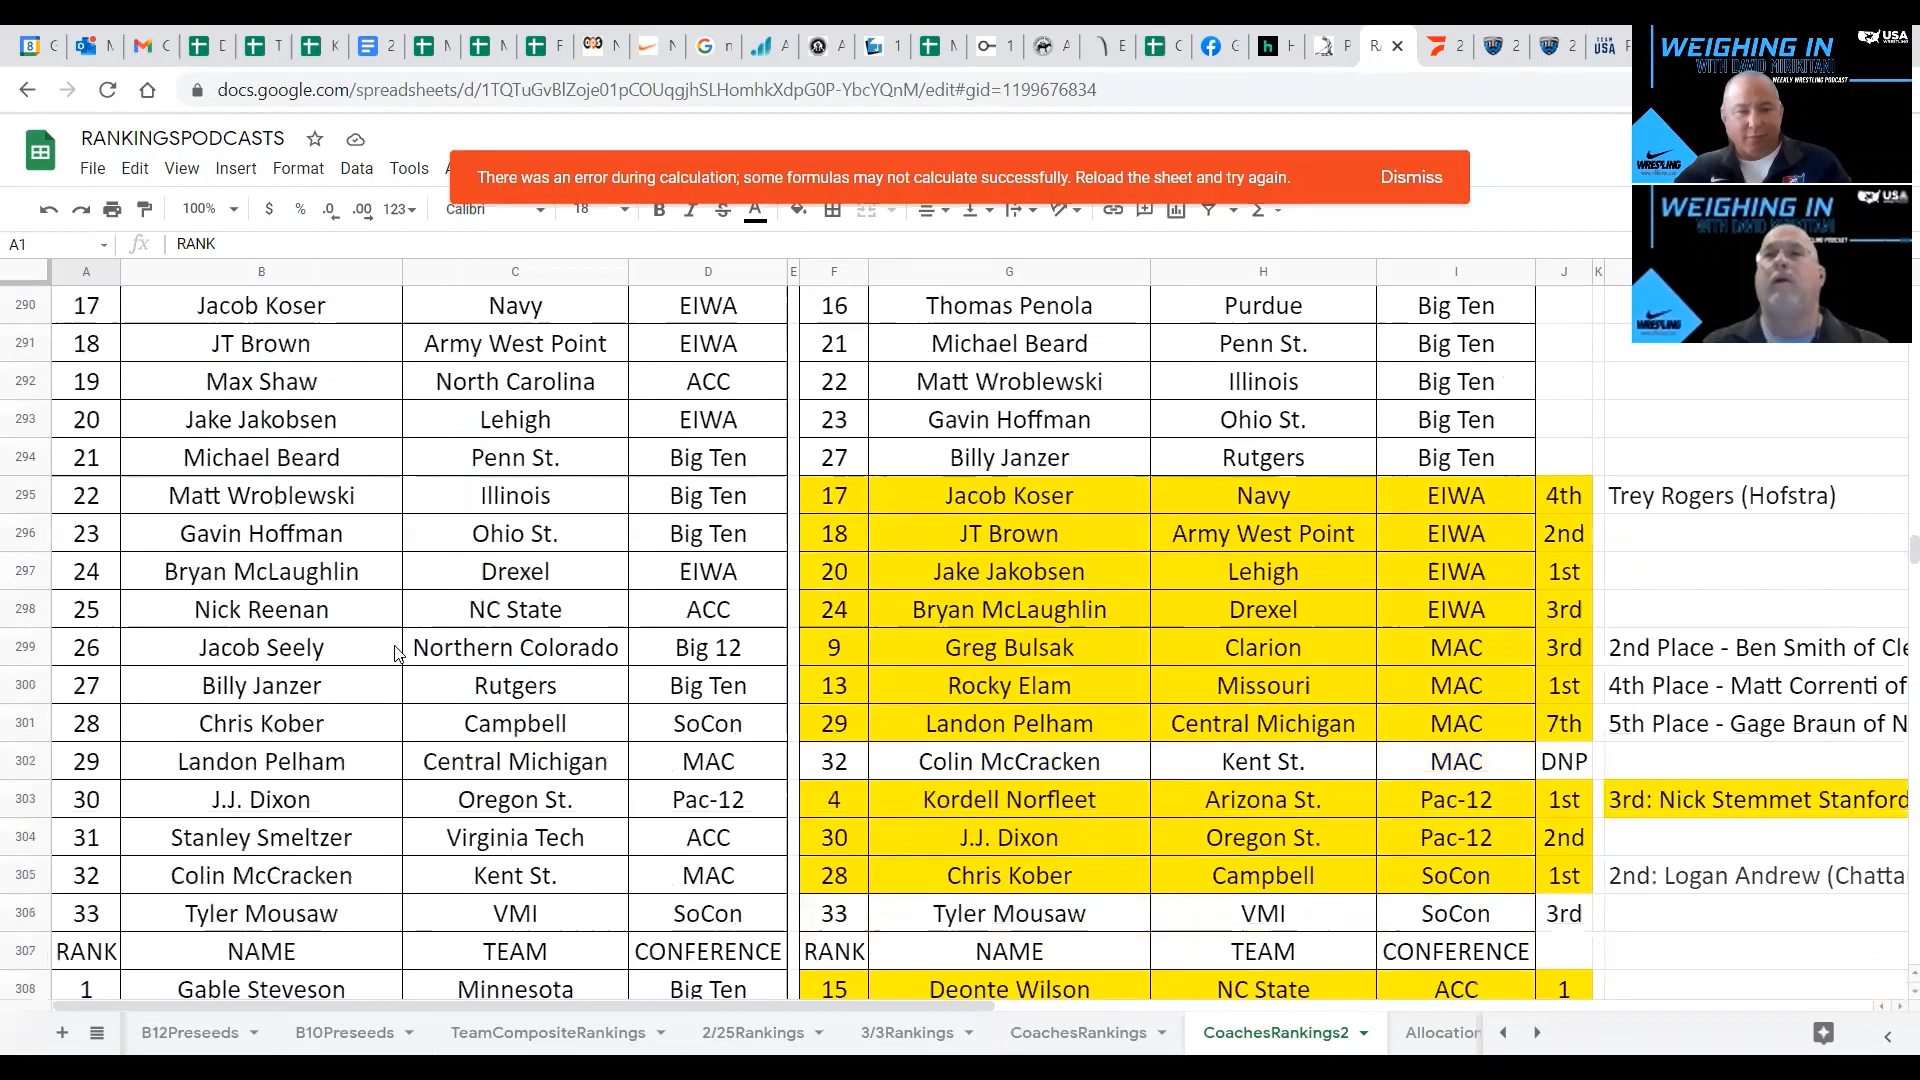 WEIGHING IN
WITH DAVID MIRIKITANI
WEEKLY WRESTLING PODCAST
USA
WRESTLING
docs.google.com/spreadsheets/d/1TQTuGvBlZoje01pCOUqgjhSLHomhkXdpG0P-YbcYQnM/edit#gid=1199676834
RANKINGSPODCASTS
File Edit View Insert Format Data Tools
There was an error during calculation; some formulas may not calculate successfully. Reload the sheet and try again. Dismiss
100% $ % .0 .00 123 Calibri 18 B I S A
WEIGHING IN
USA
WRESTLING
A1 fx RANK
A B C D E F G H I J K
290 17 Jacob Koser Navy EIWA 16 Thomas Penola Purdue Big Ten
291 18 JT Brown Army West Point EIWA 21 Michael Beard Penn St. Big Ten
292 19 Max Shaw North Carolina ACC 22 Matt Wroblewski Illinois Big Ten
293 20 Jake Jakobsen Lehigh EIWA 23 Gavin Hoffman Ohio St. Big Ten
294 21 Michael Beard Penn St. Big Ten 27 Billy Janzer Rutgers Big Ten
295 22 Matt Wroblewski Illinois Big Ten 17 Jacob Koser Navy EIWA 4th Trey Rogers (Hofstra)
296 23 Gavin Hoffman Ohio St. Big Ten 18 JT Brown Army West Point EIWA 2nd
297 24 Bryan McLaughlin Drexel EIWA 20 Jake Jakobsen Lehigh EIWA 1st
298 25 Nick Reenan NC State ACC 24 Bryan McLaughlin Drexel EIWA 3rd
299 26 Jacob Seely Northern Colorado Big 12 9 Greg Bulsak Clarion MAC 3rd 2nd Place - Ben Smith of Cle
300 27 Billy Janzer Rutgers Big Ten 13 Rocky Elam Missouri MAC 1st 4th Place - Matt Correnti of
301 28 Chris Kober Campbell SoCon 29 Landon Pelham Central Michigan MAC 7th 5th Place - Gage Braun of N
302 29 Landon Pelham Central Michigan MAC 32 Colin McCracken Kent St. MAC DNP
303 30 J.J. Dixon Oregon St. Pac-12 4 Kordell Norfleet Arizona St. Pac-12 1st 3rd: Nick Stemmet Stanford
304 31 Stanley Smeltzer Virginia Tech ACC 30 J.J. Dixon Oregon St. Pac-12 2nd
305 32 Colin McCracken Kent St. MAC 28 Chris Kober Campbell SoCon 1st 2nd: Logan Andrew (Chatta
306 33 Tyler Mousaw VMI SoCon 33 Tyler Mousaw VMI SoCon 3rd
307 RANK NAME TEAM CONFERENCE RANK NAME TEAM CONFERENCE
308 1 Gable Steveson Minnesota Big Ten 15 Deonte Wilson NC State ACC 1
B12Preseeds B10Preseeds TeamCompositeRankings 2/25Rankings 3/3Rankings CoachesRankings CoachesRankings2 Allocation